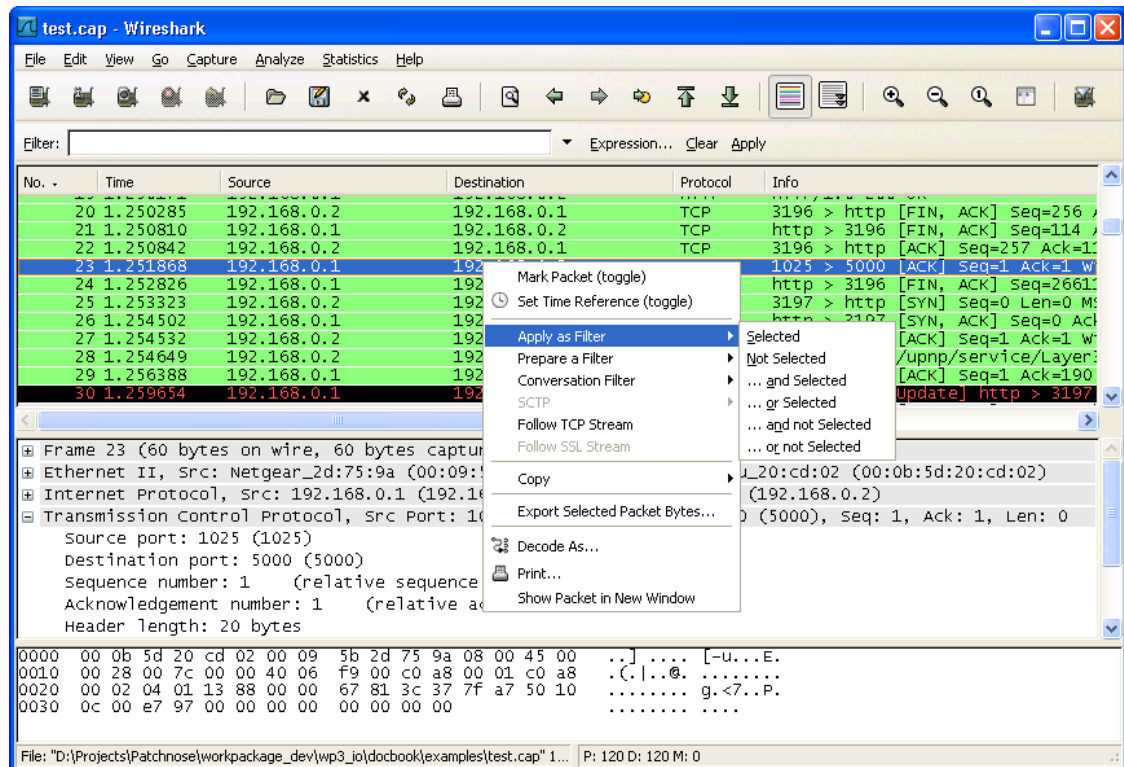 test.cap - Wireshark
File Edit View Go Capture Analyze Statistics Help
Filter: Expression... Clear Apply
No. Time Source Destination Protocol Info
20 1.250285 192.168.0.2 192.168.0.1 TCP 3196 > http [FIN, ACK] Seq=256
21 1.250810 192.168.0.1 192.168.0.2 TCP http > 3196 [FIN, ACK] Seq=114
22 1.250842 192.168.0.2 192.168.0.1 TCP 3196 > http [ACK] Seq=257 Ack=11
23 1.251868 192.168.0.1 192 1025 > 5000 [ACK] Seq=1 Ack=1 W
24 1.252826 192.168.0.1 192 http > 3196 [FIN, ACK] Seq=26611
25 1.253323 192.168.0.2 192 3197 > http [SYN] Seq=0 Len=0 MS
26 1.254502 192.168.0.1 192 http > 3197 [SYN, ACK] Seq=0 Ack
27 1.254532 192.168.0.2 192 [ACK] Seq=1 Ack=1 W
28 1.254649 192.168.0.2 192 /upnp/service/Layer3
29 1.256388 192.168.0.1 192 [ACK] Seq=1 Ack=190
30 1.259654 192.168.0.1 192 Update] http > 3197
Mark Packet (toggle)
Set Time Reference (toggle)
Apply as Filter
Prepare a Filter
Conversation Filter
SCTP
Follow TCP Stream
Follow SSL Stream
Copy
Export Selected Packet Bytes...
Decode As...
Print...
Show Packet in New Window
Selected
Not Selected
... and Selected
... or Selected
... and not Selected
... or not Selected
Frame 23 (60 bytes on wire, 60 bytes captur
Ethernet II, Src: Netgear_2d:75:9a (00:09: u_20:cd:02 (00:0b:5d:20:cd:02)
Internet Protocol, Src: 192.168.0.1 (192.16 (192.168.0.2)
Transmission Control Protocol, Src Port: 10 (5000), Seq: 1, Ack: 1, Len: 0
Source port: 1025 (1025)
Destination port: 5000 (5000)
Sequence number: 1 (relative sequence
Acknowledgement number: 1 (relative ac
Header length: 20 bytes
0000 00 0b 5d 20 cd 02 00 09 5b 2d 75 9a 08 00 45 00 ..] .... [-u...E.
0010 00 28 00 7c 00 00 40 06 f9 00 c0 a8 00 01 c0 a8 .(.|..@. ........
0020 00 02 04 01 13 88 00 00 67 81 3c 37 7f a7 50 10 ........ g.<7..P.
0030 0c 00 e7 97 00 00 00 00 00 00 00 00 ........ ....
File: "D:\Projects\Patchnose\workpackage_dev\wp3_io\docbook\examples\test.cap" 1... P: 120 D: 120 M: 0